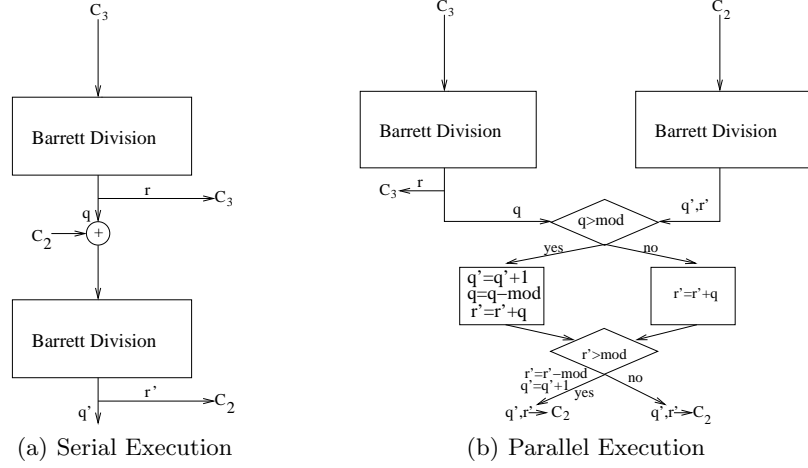 C3
Barrett Division
r
C3
q
C2
+
Barrett Division
r'
C2
q'
(a) Serial Execution
C3
C2
Barrett Division
Barrett Division
r
C3
q
q',r'
q>mod
yes
no
q'=q'+1
q=q−mod
r'=r'+q
r'=r'+q
r'>mod
r'=r'−mod
q'=q'+1
yes
no
q',r'
C2
q',r'
C2
(b) Parallel Execution